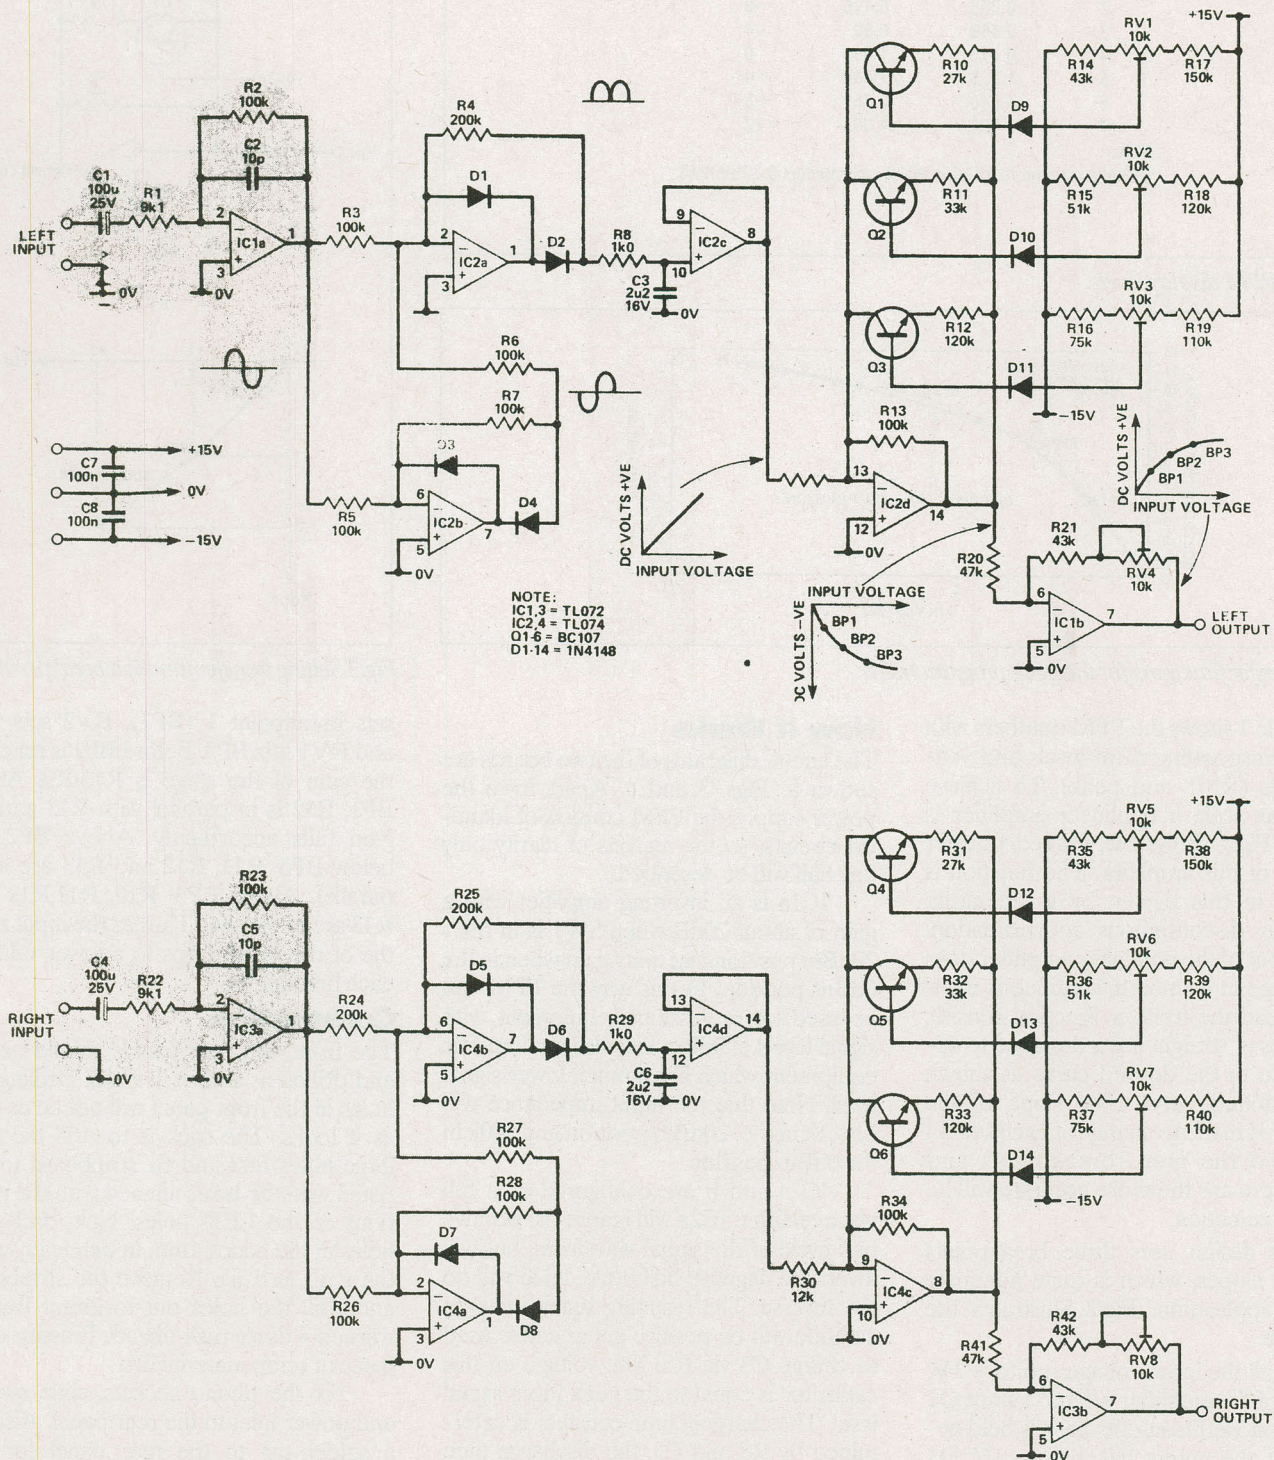 +15V
RV1
10k
R14
43k
R17
150k
R10
27k
Q1
D9
R2
100k
C2
10p
C1
100u
25V
R1
9k1
LEFT
INPUT
0V
2
−
IC1a
+
3
1
0V
R3
100k
R4
200k
D1
2
−
IC2a
+
3
1
D2
R8
1k0
C3
2u2
16V
0V
9
−
IC2c
+
10
8
R11
33k
Q2
D10
RV2
10k
R15
51k
R18
120k
R12
120k
Q3
D11
RV3
10k
R16
75k
R19
110k
−15V
R6
100k
R7
100k
D4
6
−
IC2b
+
5
7
0V
R5
100k
C7
100n
C8
100n
+15V
0V
−15V
DC VOLTS +VE
INPUT VOLTAGE
R13
100k
13
−
IC2d
+
12
14
0V
R20
47k
DC VOLTS +VE
BP1
BP2
BP3
INPUT VOLTAGE
R21
43k
RV4
10k
6
−
IC1b
+
5
7
0V
LEFT
OUTPUT
INPUT VOLTAGE
DC VOLTS −VE
BP1
BP2
BP3
NOTE:
IC1,3 = TL072
IC2,4 = TL074
Q1-6 = BC107
D1-14 = 1N4148
+15V
RV5
10k
R35
43k
R38
150k
R31
27k
Q4
D12
R23
100k
C5
10p
C4
100u
25V
R22
9k1
RIGHT
INPUT
0V
2
−
IC3a
+
3
1
0V
R24
200k
R25
200k
D5
6
−
IC4b
+
5
7
0V
D6
R29
1k0
C6
2u2
16V
0V
13
−
IC4d
+
12
14
R32
33k
Q5
D13
RV6
10k
R36
51k
R39
120k
R33
120k
Q6
D14
RV7
10k
R37
75k
R40
110k
−15V
R27
100k
R28
100k
D7
D8
2
−
IC4a
+
3
1
0V
R26
100k
R30
12k
R34
100k
9
−
IC4c
+
10
8
0V
R41
47k
R42
43k
RV8
10k
6
−
IC3b
+
5
7
0V
RIGHT
OUTPUT